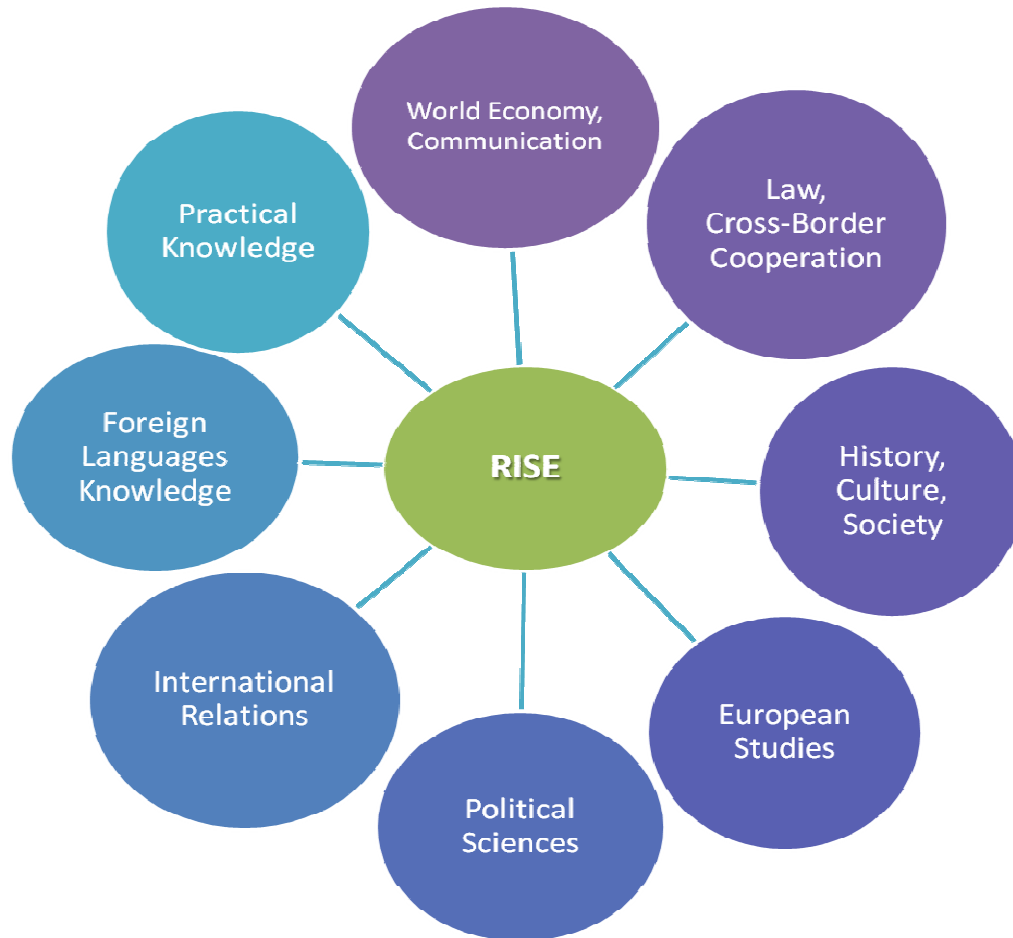 World Economy,
Communication
Law,
Cross-Border
Cooperation
History,
Culture,
Society
European
Studies
Political
Sciences
International
Relations
Foreign
Languages
Knowledge
Practical
Knowledge
RISE